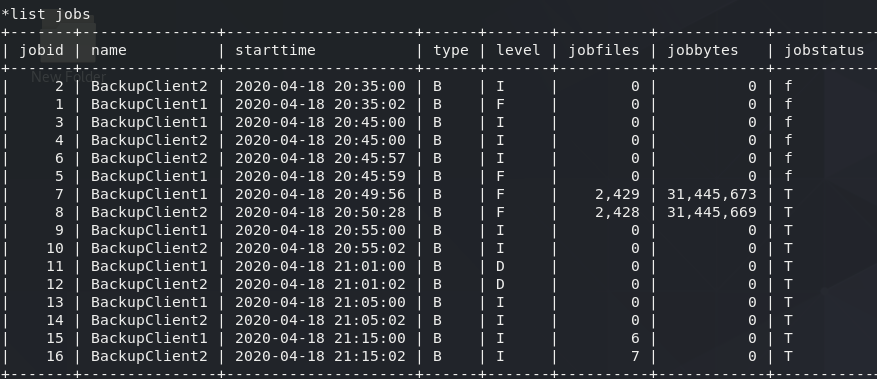 *list jobs
+-------+---------------+---------------------+------+-------+----------+------------+-----------
| jobid | name          | starttime           | type | level | jobfiles | jobbytes   | jobstatus
+-------+---------------+---------------------+------+-------+----------+------------+-----------
New Folder
|     2 | BackupClient2 | 2020-04-18 20:35:00 | B    | I     |        0 |          0 | f
|     1 | BackupClient1 | 2020-04-18 20:35:02 | B    | F     |        0 |          0 | f
|     3 | BackupClient1 | 2020-04-18 20:45:00 | B    | I     |        0 |          0 | f
|     4 | BackupClient2 | 2020-04-18 20:45:00 | B    | I     |        0 |          0 | f
|     6 | BackupClient2 | 2020-04-18 20:45:57 | B    | I     |        0 |          0 | f
|     5 | BackupClient1 | 2020-04-18 20:45:59 | B    | F     |        0 |          0 | f
|     7 | BackupClient1 | 2020-04-18 20:49:56 | B    | F     |    2,429 | 31,445,673 | T
|     8 | BackupClient2 | 2020-04-18 20:50:28 | B    | F     |    2,428 | 31,445,669 | T
|     9 | BackupClient1 | 2020-04-18 20:55:00 | B    | I     |        0 |          0 | T
|    10 | BackupClient2 | 2020-04-18 20:55:02 | B    | I     |        0 |          0 | T
|    11 | BackupClient1 | 2020-04-18 21:01:00 | B    | D     |        0 |          0 | T
|    12 | BackupClient2 | 2020-04-18 21:01:02 | B    | D     |        0 |          0 | T
|    13 | BackupClient1 | 2020-04-18 21:05:00 | B    | I     |        0 |          0 | T
|    14 | BackupClient2 | 2020-04-18 21:05:02 | B    | I     |        0 |          0 | T
|    15 | BackupClient1 | 2020-04-18 21:15:00 | B    | I     |        6 |          0 | T
|    16 | BackupClient2 | 2020-04-18 21:15:02 | B    | I     |        7 |          0 | T
+-------+---------------+---------------------+------+-------+----------+------------+-----------